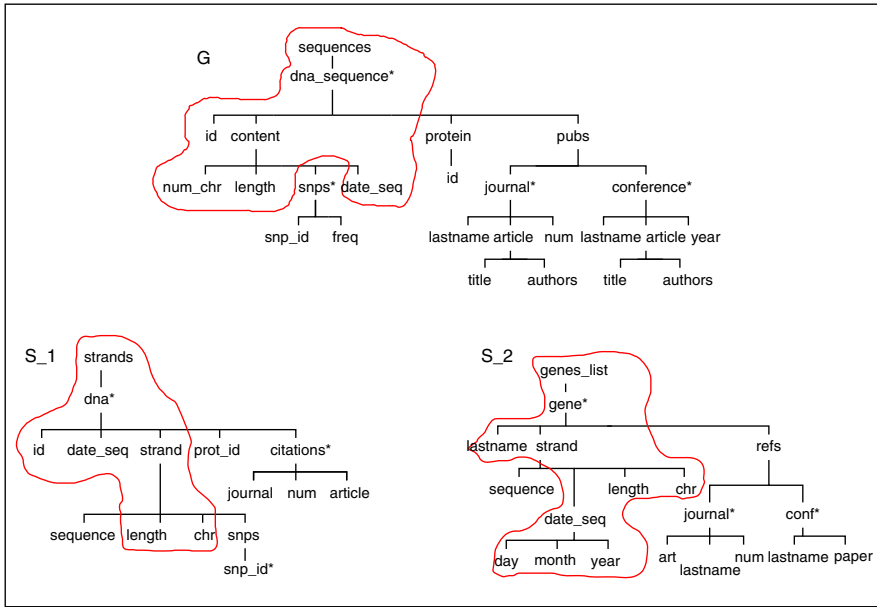 G
sequences
dna_sequence*
id content protein pubs
num_chr length snps* date_seq id journal* conference*
snp_id freq lastname article num lastname article year
title authors title authors
S_1 strands
dna*
id date_seq strand prot_id citations*
journal num article
sequence length chr snps
snp_id*
S_2
genes_list
gene*
lastname strand refs
sequence length chr
date_seq journal* conf*
day month year art lastname num lastname paper